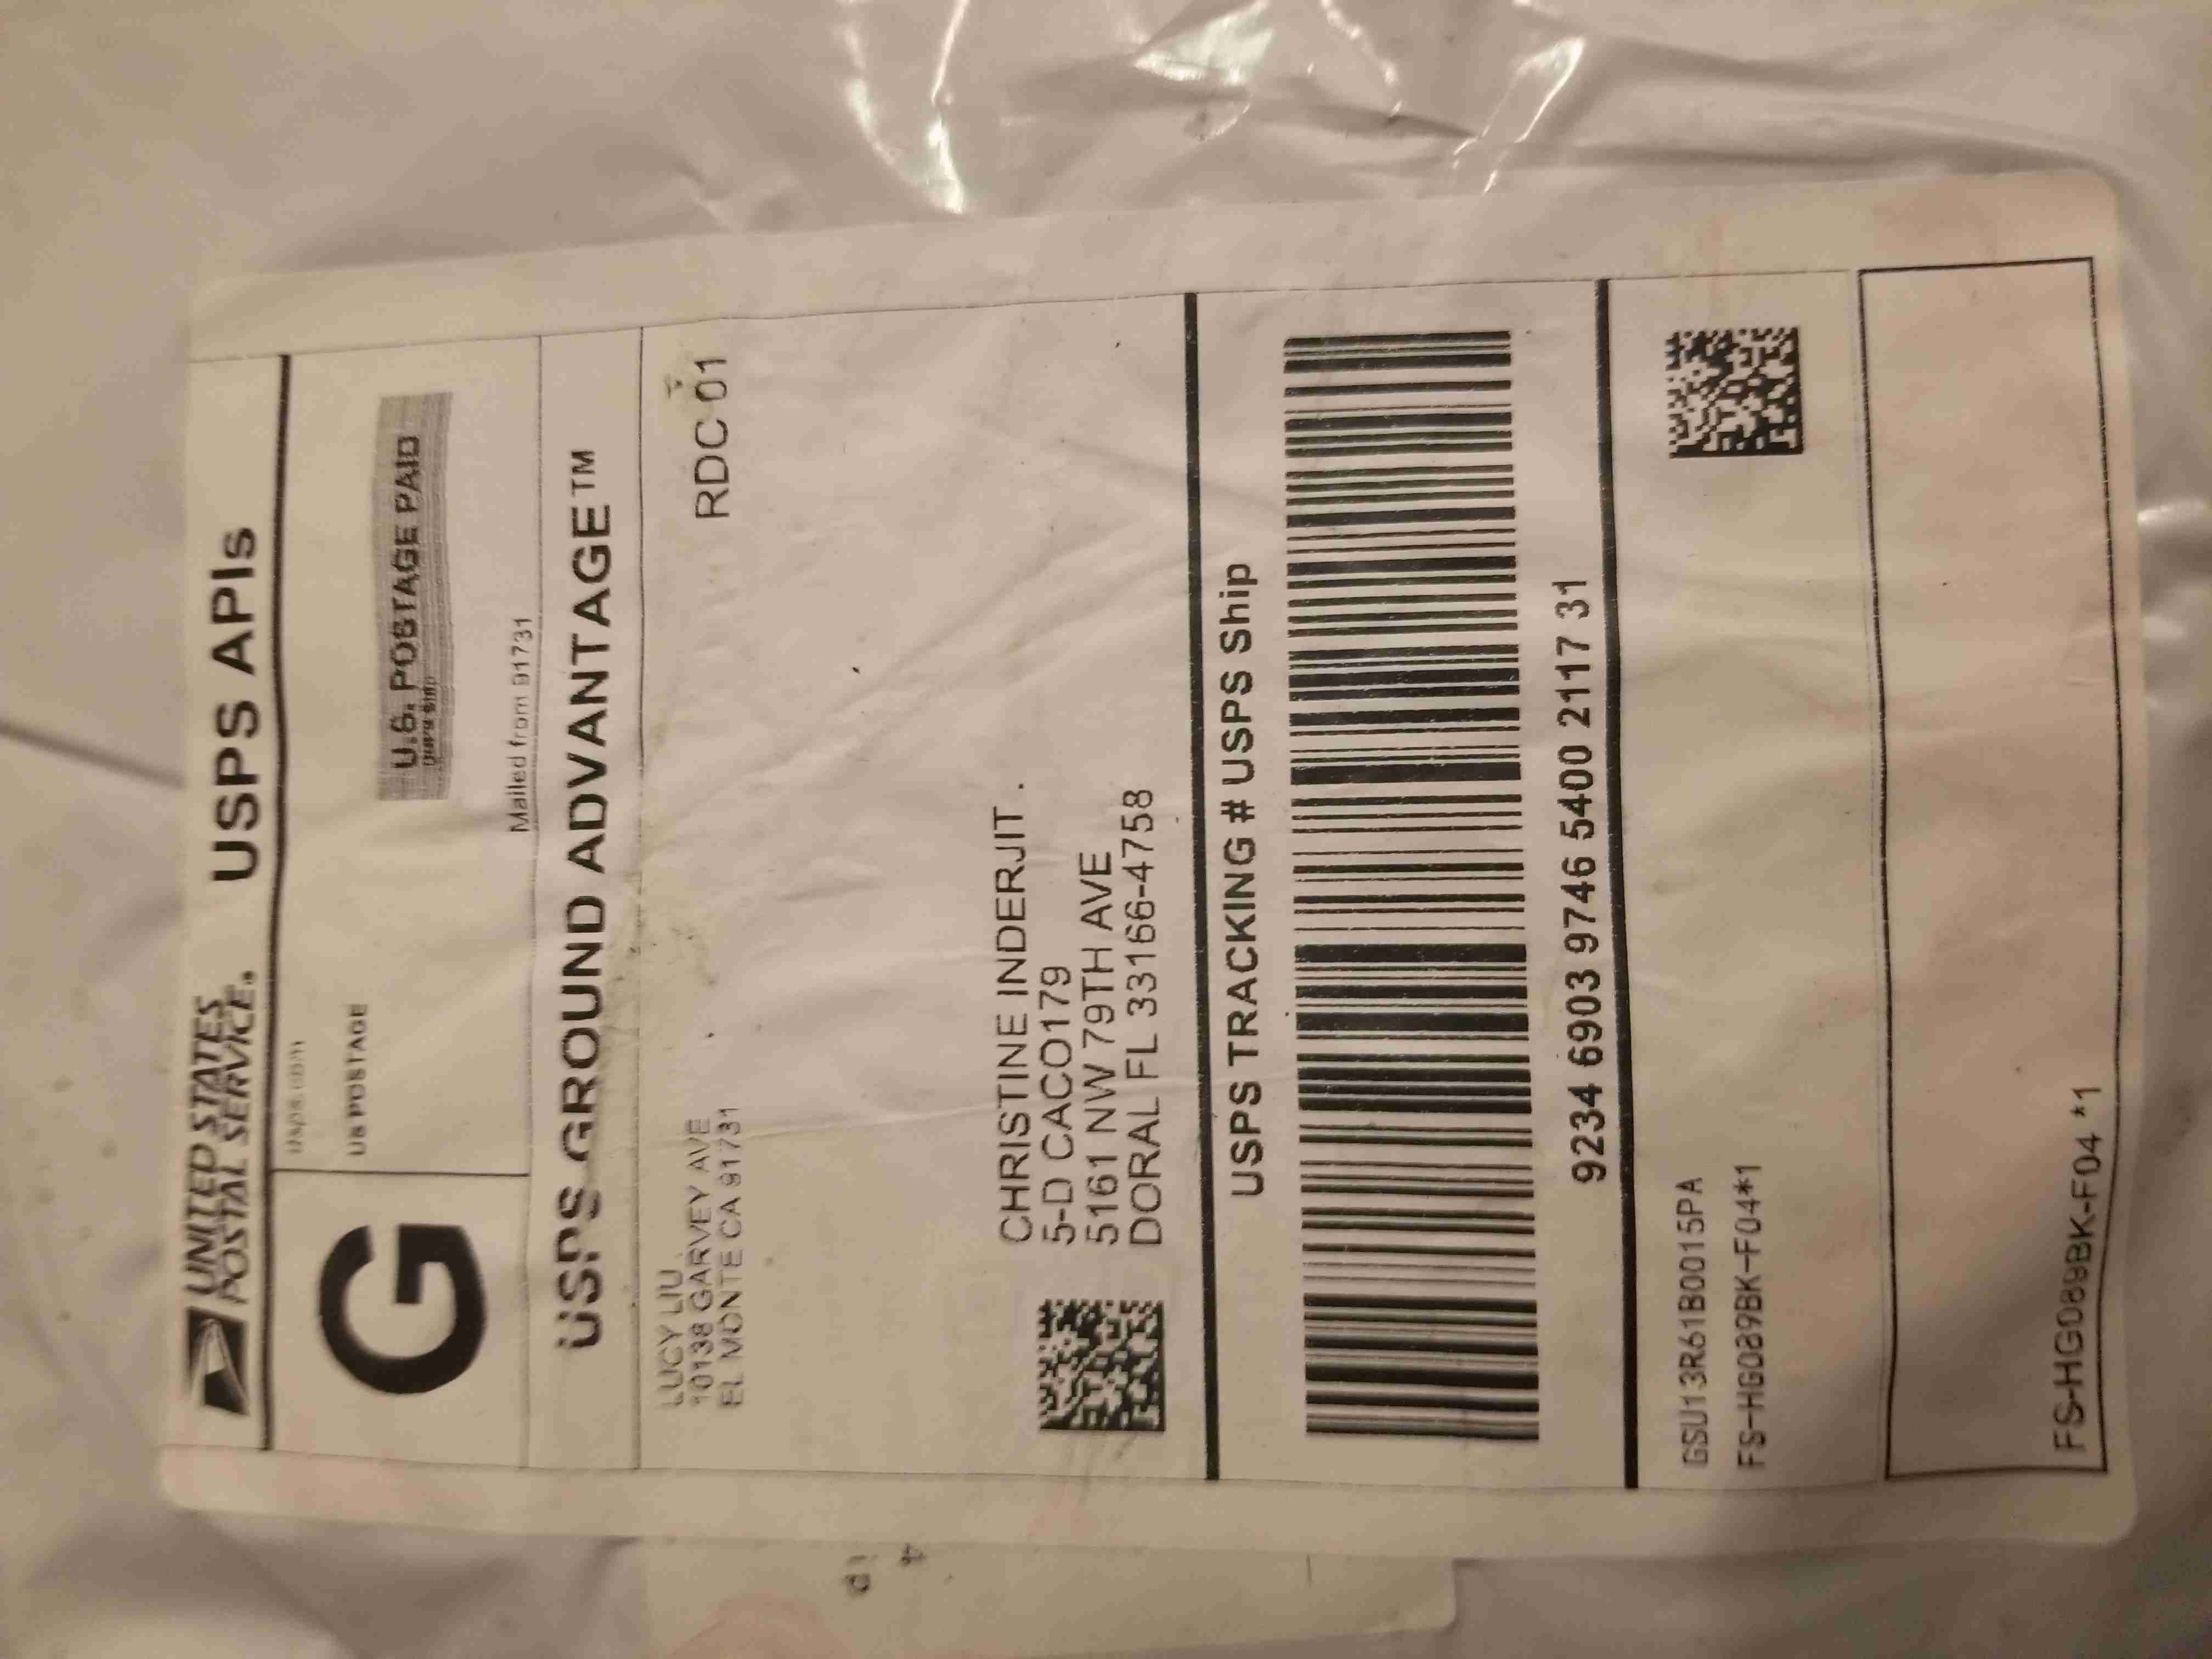 UNITED STATES
POSTAL SERVICE.
USPS APIs
G
usps.com
US POSTAGE
U.S. POSTAGE PAID
Mailed from 91731
USPS GROUND ADVANTAGE™
LUCY LIU
10138 GARVEY AVE
EL MONTE CA 91731
RDC 01
CHRISTINE INDERJIT .
5-D CACO179
5161 NW 79TH AVE
DORAL FL 33166-4758
USPS TRACKING # USPS Ship
9234 6903 9746 5400 2117 31
GSU13R61B0015PA
FS-HG089BK-F04*1
FS-HG089BK-F04 *1